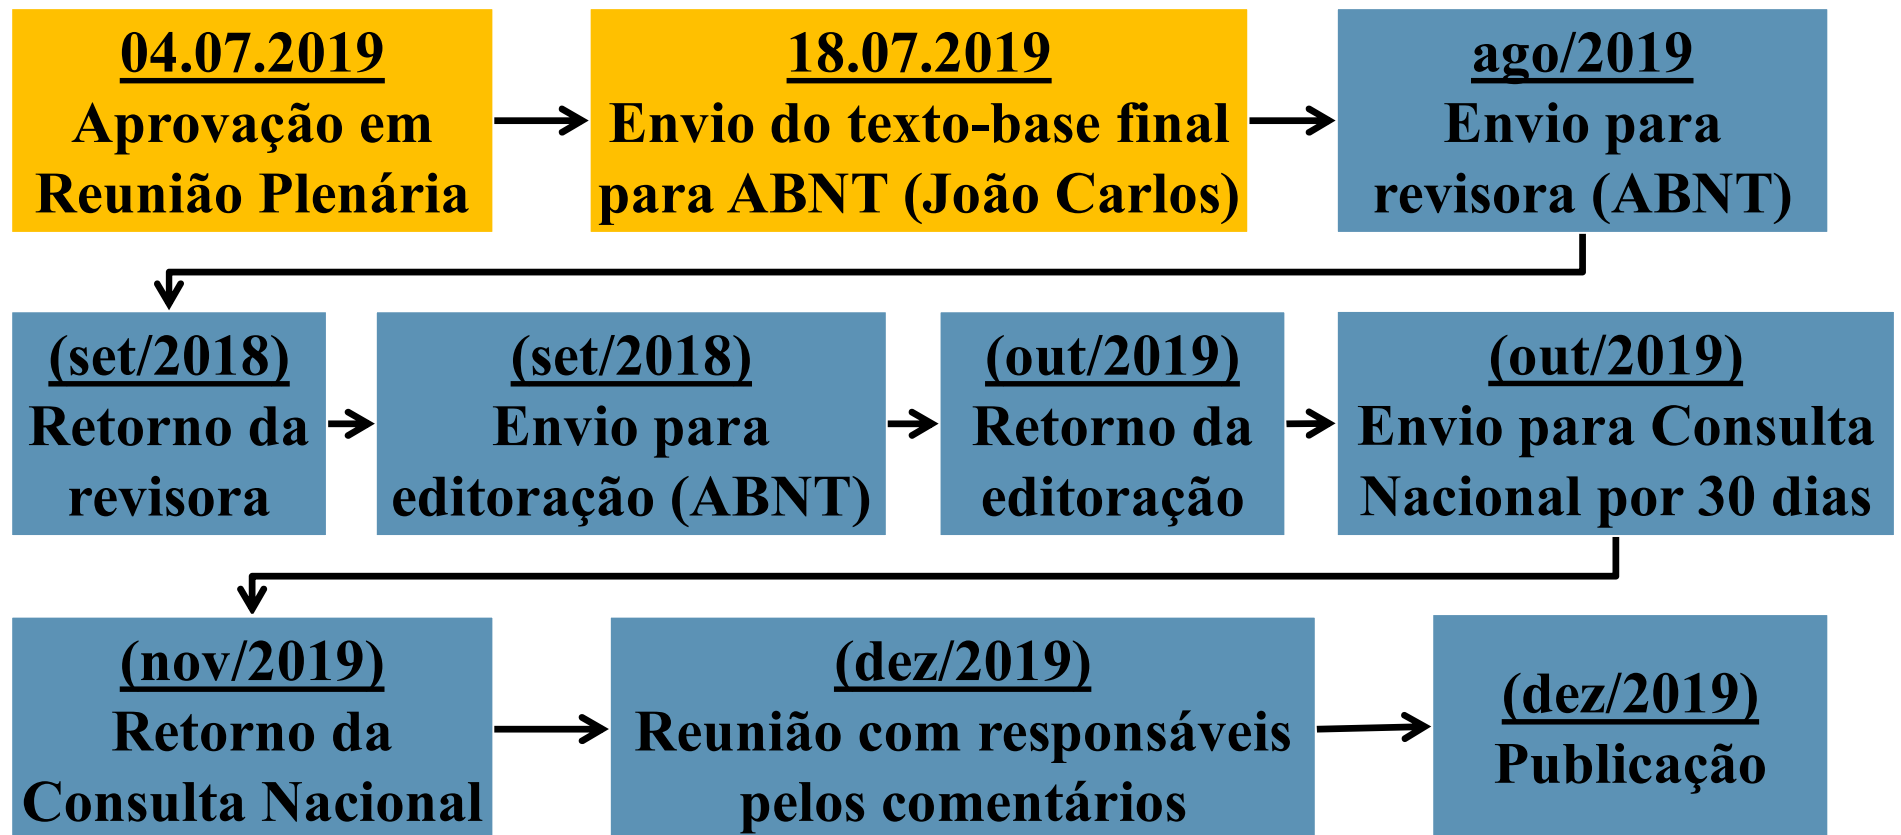 04.07.2019
Aprovação em
Reunião Plenária
18.07.2019
Envio do texto-base final
para ABNT (João Carlos)
ago/2019
Envio para
revisora (ABNT)
(set/2018)
Retorno da
revisora
(set/2018)
Envio para
editoração (ABNT)
(out/2019)
Retorno da
editoração
(out/2019)
Envio para Consulta
Nacional por 30 dias
(nov/2019)
Retorno da
Consulta Nacional
(dez/2019)
Reunião com responsáveis
pelos comentários
(dez/2019)
Publicação